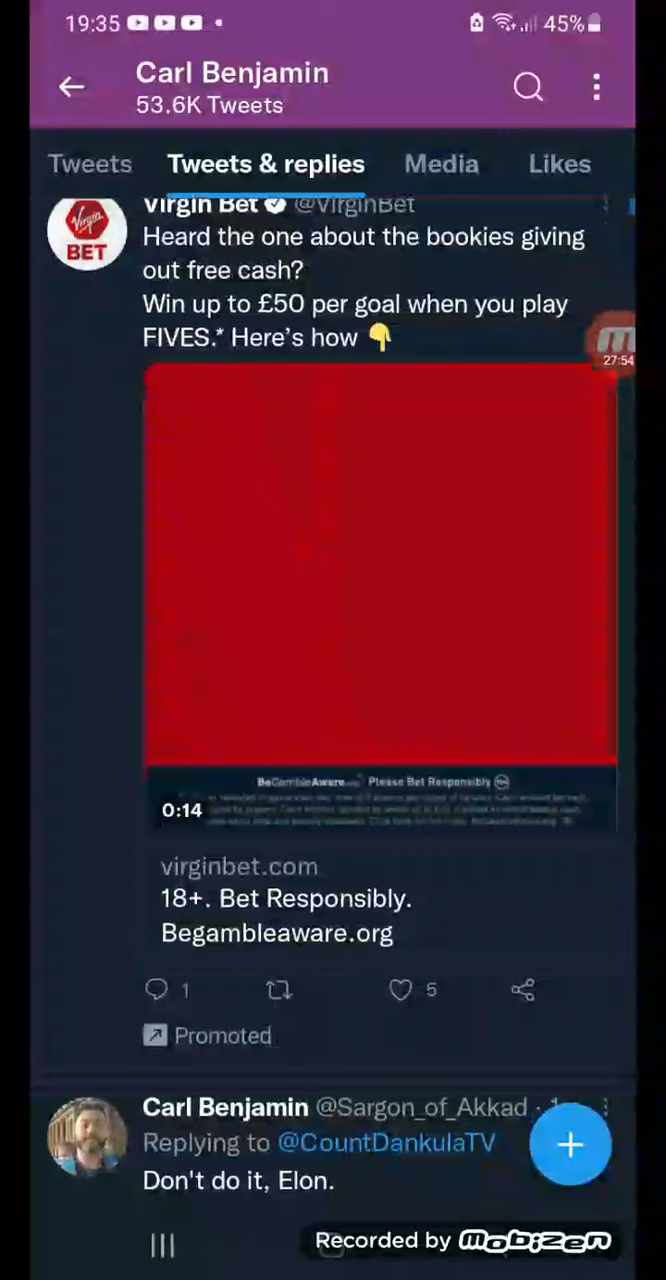 19:35 45%
Carl Benjamin
53.6K Tweets
Tweets Tweets & replies Media Likes
Virgin Bet @VirginBet
Virgin
BET
Heard the one about the bookies giving
out free cash?
Win up to £50 per goal when you play
FIVES.* Here's how 👇
27:54
BeGambleAware.org Please Bet Responsibly
0:14
virginbet.com
18+. Bet Responsibly.
Begambleaware.org
1 5
Promoted
Carl Benjamin @Sargon_of_Akkad ·
Replying to @CountDankulaTV
Don't do it, Elon.
Recorded by mobizen